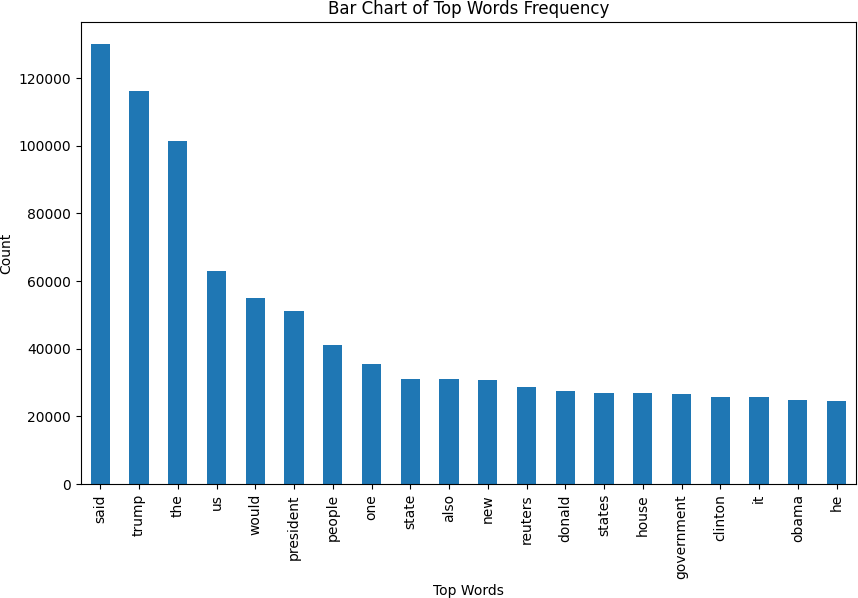 Bar Chart of Top Words Frequency
120000
100000
80000
60000
40000
20000
0
Count
said
trump
the
us
would
president
people
one
state
also
new
reuters
donald
states
house
government
clinton
it
obama
he
Top Words